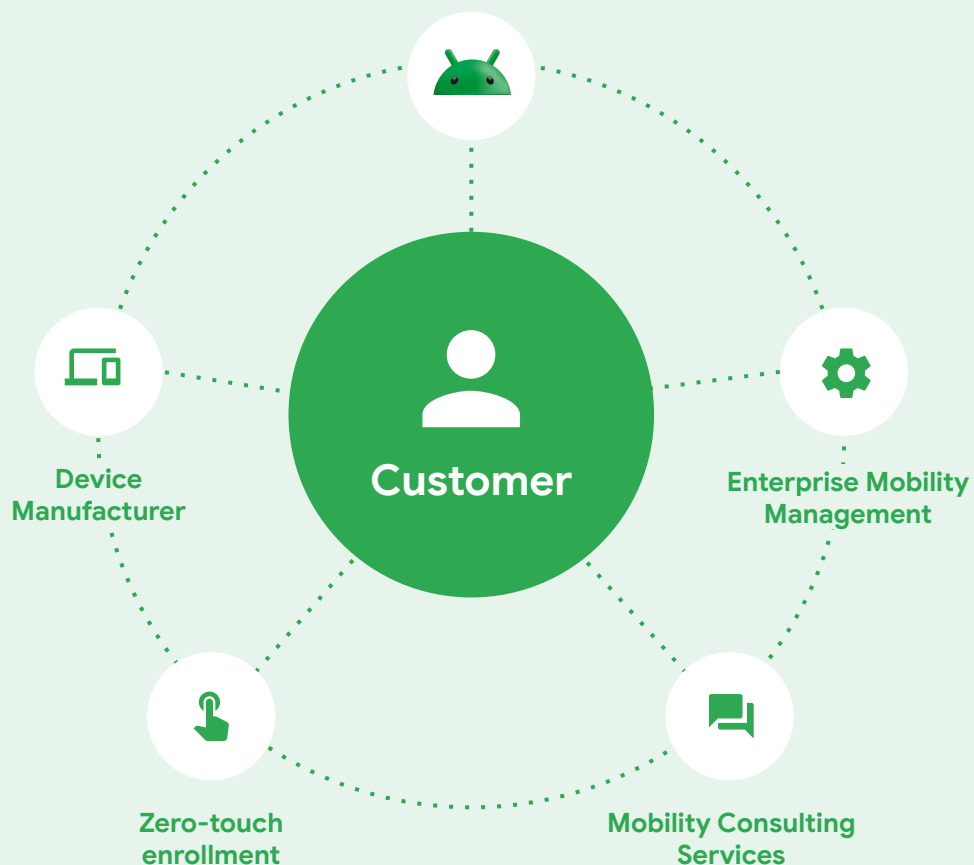 Customer
Device
Manufacturer
Enterprise Mobility
Management
Zero-touch
enrollment
Mobility Consulting
Services